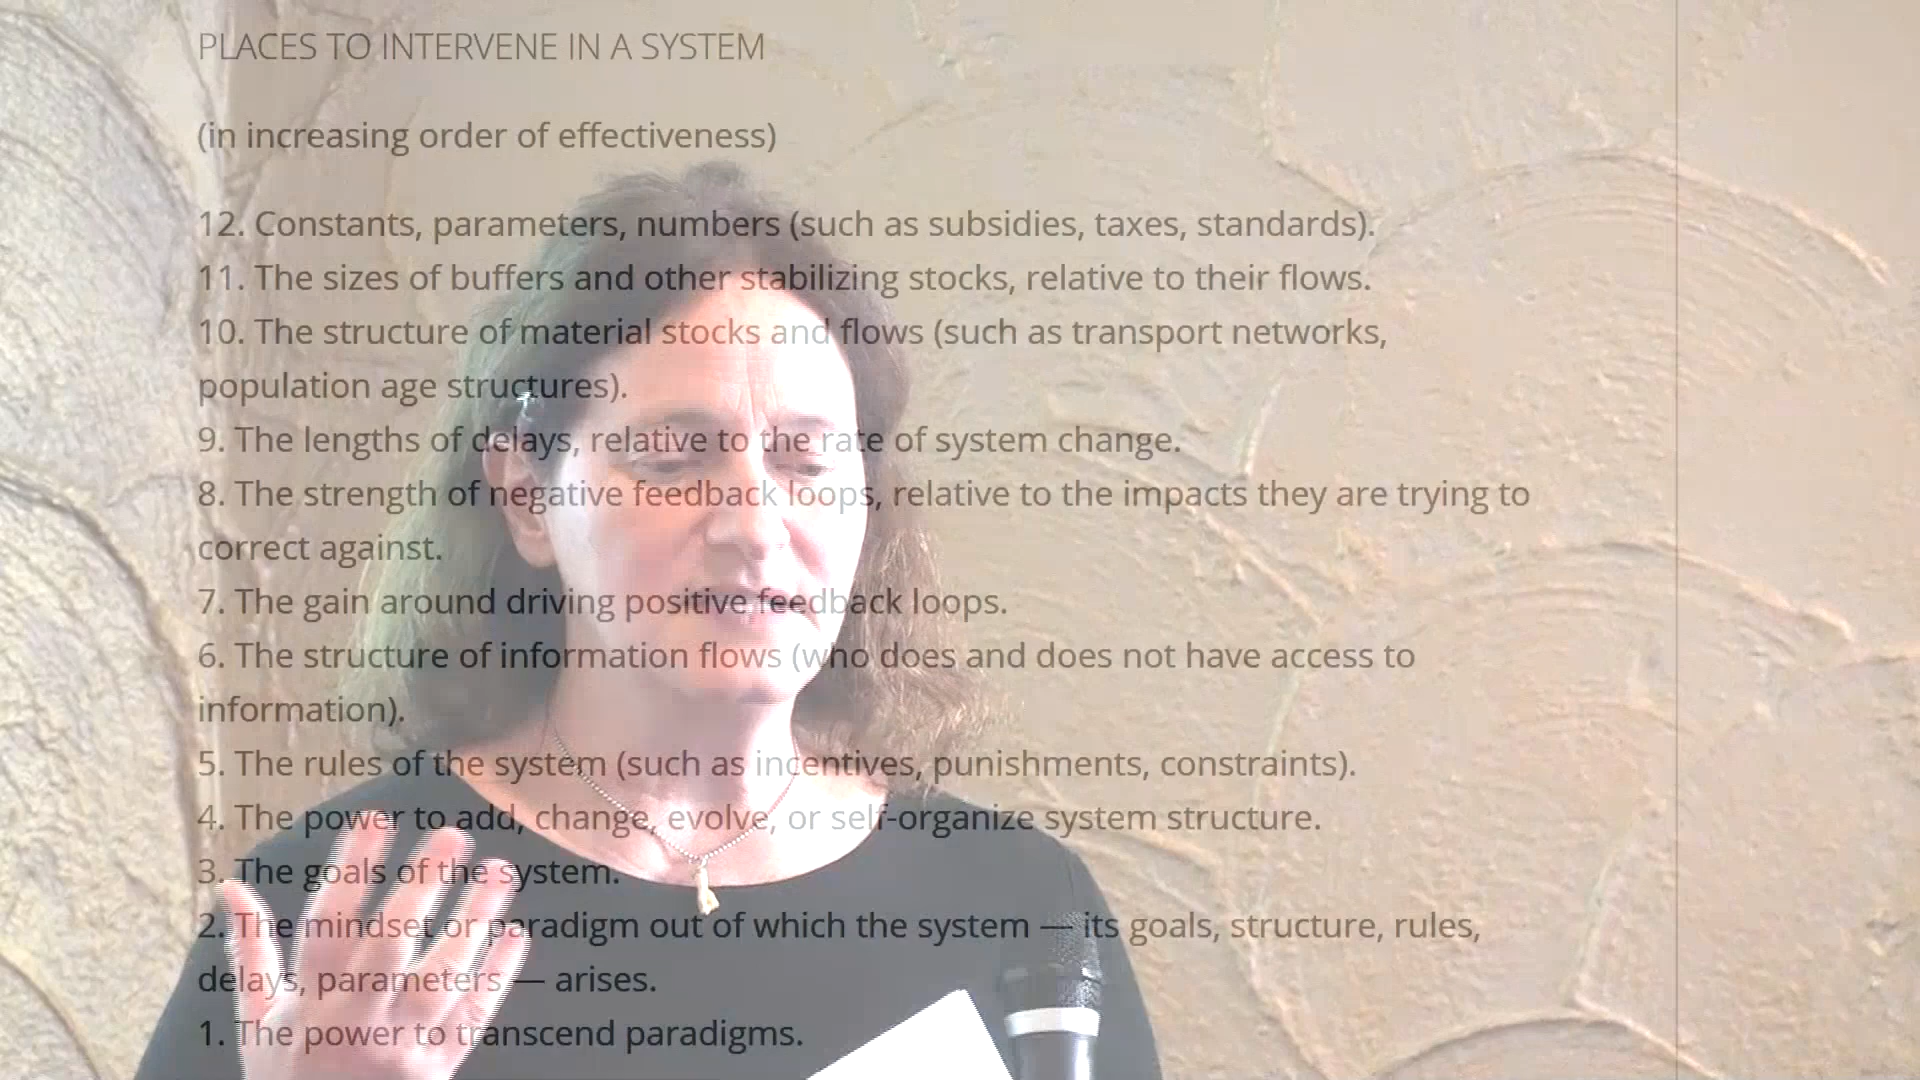 PLACES TO INTERVENE IN A SYSTEM
(in increasing order of effectiveness)
12. Constants, parameters, numbers (such as subsidies, taxes, standards).
11. The sizes of buffers and other stabilizing stocks, relative to their flows.
10. The structure of material stocks and flows (such as transport networks,
population age structures).
9. The lengths of delays, relative to the rate of system change.
8. The strength of negative feedback loops, relative to the impacts they are trying to
correct against.
7. The gain around driving positive feedback loops.
6. The structure of information flows (who does and does not have access to
information).
5. The rules of the system (such as incentives, punishments, constraints).
4. The power to add, change, evolve, or self-organize system structure.
3. The goals of the system.
2. The mindset or paradigm out of which the system — its goals, structure, rules,
delays, parameters — arises.
1. The power to transcend paradigms.